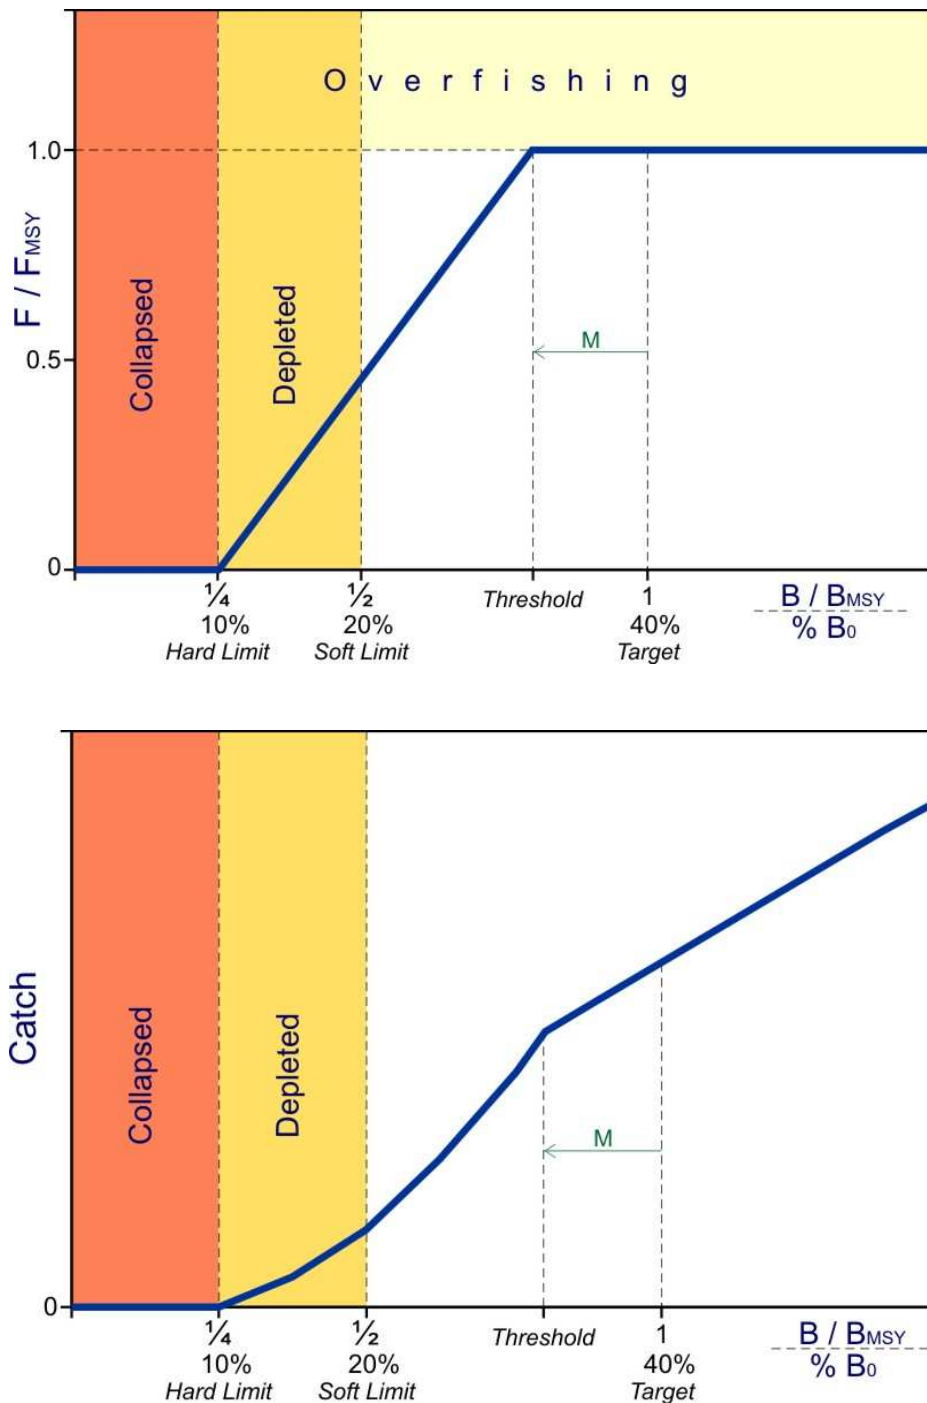 Overfishing
1.0
F / FMSY
Collapsed
Depleted
M
0.5
0
¼
½
Threshold
1
B / BMSY
10%
20%
40%
% B0
Hard Limit
Soft Limit
Target
Catch
Collapsed
Depleted
M
0
¼
½
Threshold
1
B / BMSY
10%
20%
40%
% B0
Hard Limit
Soft Limit
Target